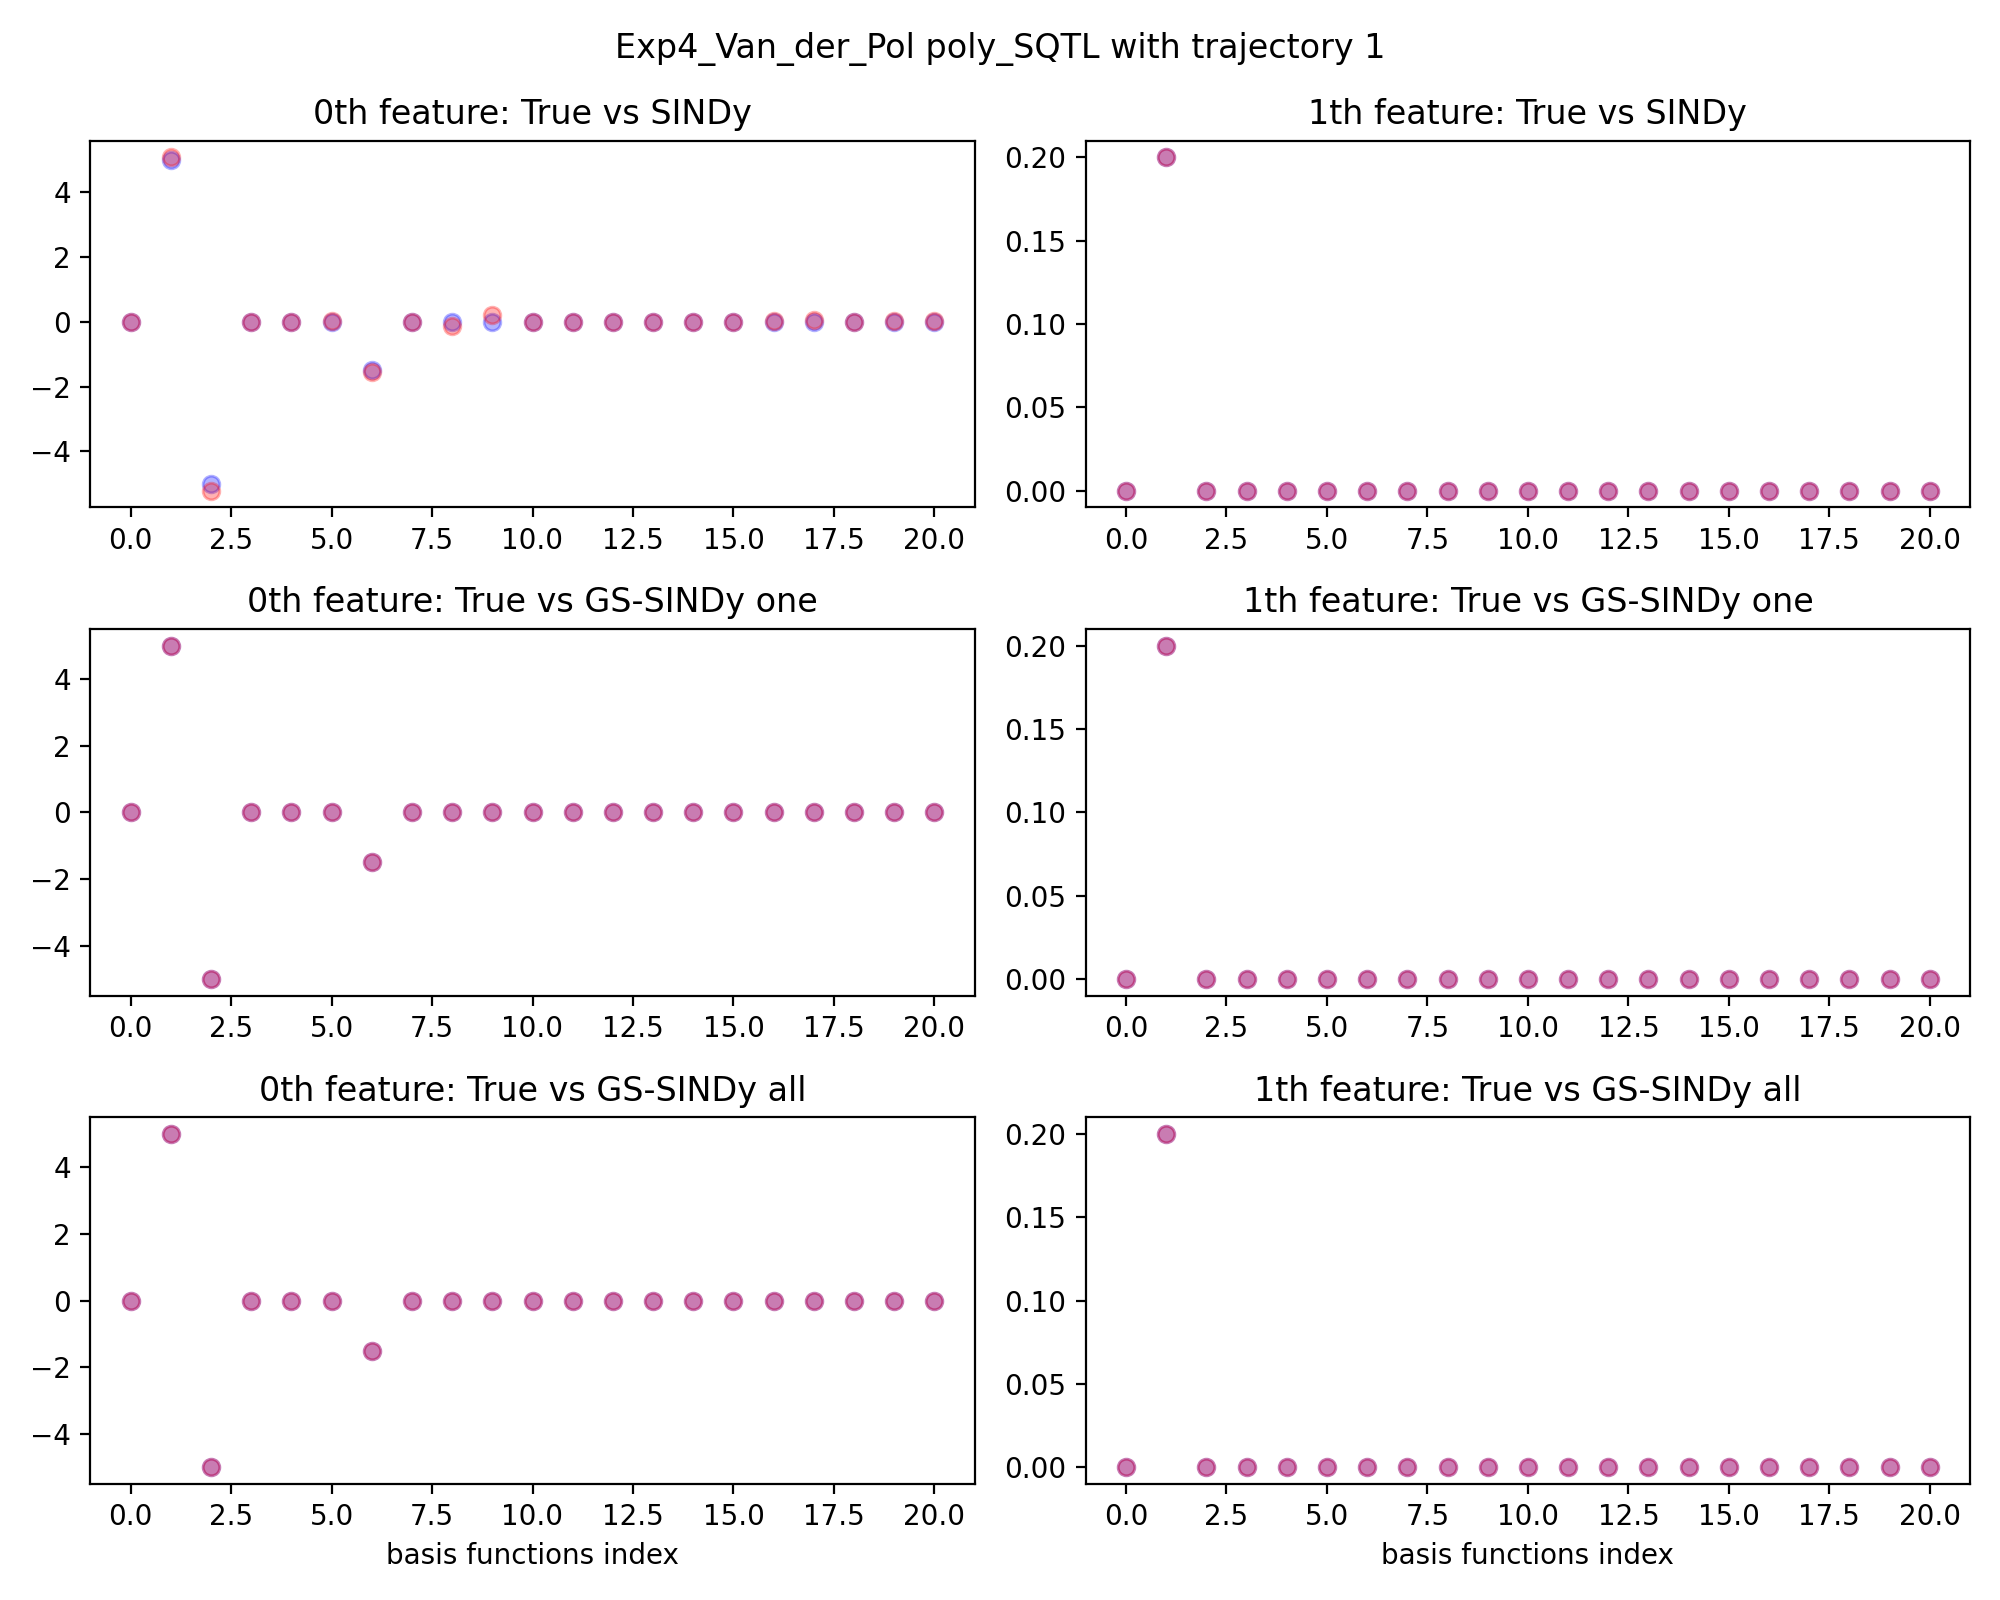 Exp4_Van_der_Pol poly_SQTL with trajectory 1
0th feature: True vs SINDy
4
2
0
−2
−4
0.0 2.5 5.0 7.5 10.0 12.5 15.0 17.5 20.0
1th feature: True vs SINDy
0.20
0.15
0.10
0.05
0.00
0.0 2.5 5.0 7.5 10.0 12.5 15.0 17.5 20.0
0th feature: True vs GS-SINDy one
4
2
0
−2
−4
0.0 2.5 5.0 7.5 10.0 12.5 15.0 17.5 20.0
1th feature: True vs GS-SINDy one
0.20
0.15
0.10
0.05
0.00
0.0 2.5 5.0 7.5 10.0 12.5 15.0 17.5 20.0
0th feature: True vs GS-SINDy all
4
2
0
−2
−4
0.0 2.5 5.0 7.5 10.0 12.5 15.0 17.5 20.0
basis functions index
1th feature: True vs GS-SINDy all
0.20
0.15
0.10
0.05
0.00
0.0 2.5 5.0 7.5 10.0 12.5 15.0 17.5 20.0
basis functions index